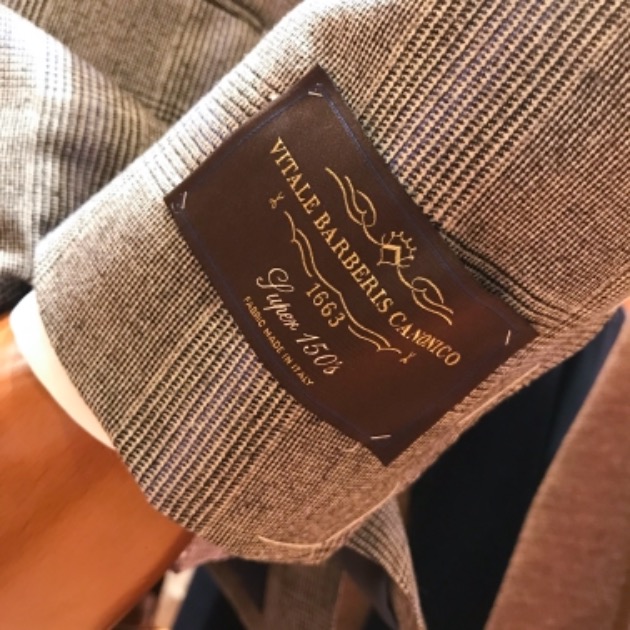 VITALE BARBERIS CANONICO
1663
Super 150's
FABRIC MADE IN ITALY